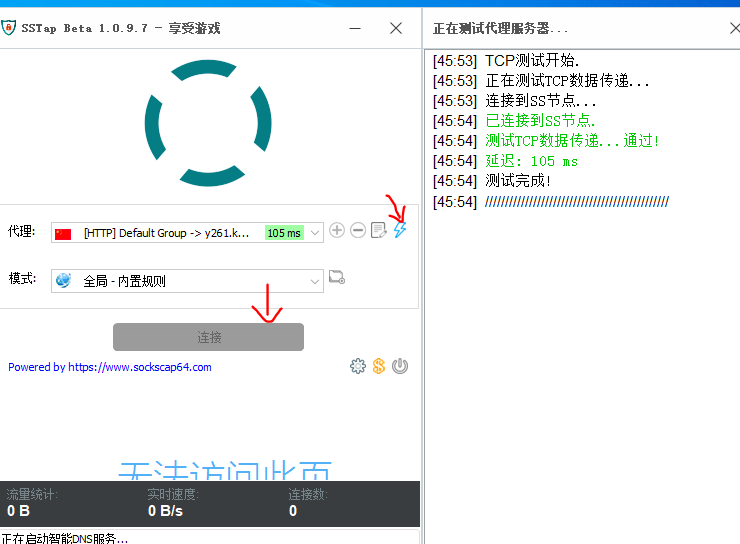 SSTap Beta 1.0.9.7 - 享受游戏
代理:
[HTTP] Default Group -> y261.k...
105 ms
模式:
全局 - 内置规则
连接
Powered by https://www.sockscap64.com
无法访问此页
流量统计:
实时速度:
连接数:
0 B
0 B/s
0
正在启动智能DNS服务...
正在测试代理服务器...
[45:53] TCP测试开始.
[45:53] 正在测试TCP数据传递...
[45:53] 连接到SS节点...
[45:54] 已连接到SS节点.
[45:54] 测试TCP数据传递...通过!
[45:54] 延迟: 105 ms
[45:54] 测试完成!
[45:54] //////////////////////////////////////////////